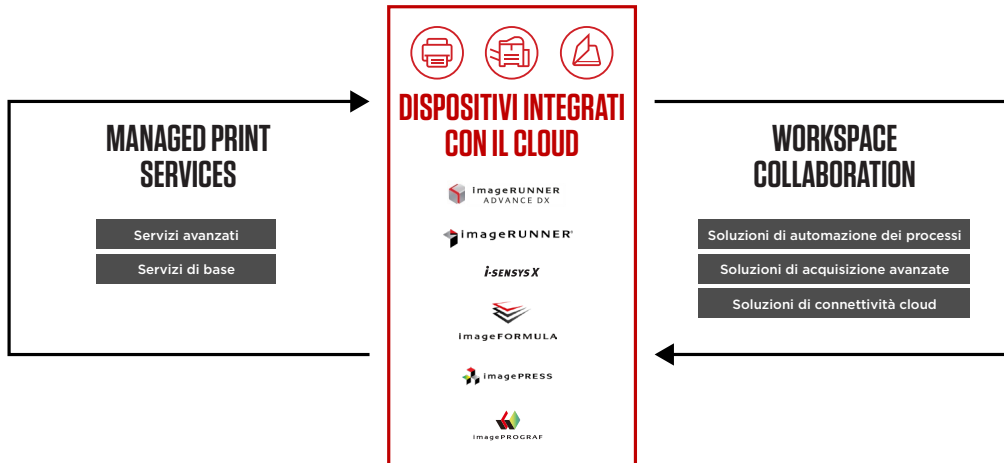 MANAGED PRINT
SERVICES
Servizi avanzati
Servizi di base
DISPOSITIVI INTEGRATI
CON IL CLOUD
imageRUNNER
ADVANCE DX
imageRUNNER®
i-SENSYS X
imageFORMULA
imagePRESS
imagePROGRAF
WORKSPACE
COLLABORATION
Soluzioni di automazione dei processi
Soluzioni di acquisizione avanzate
Soluzioni di connettività cloud